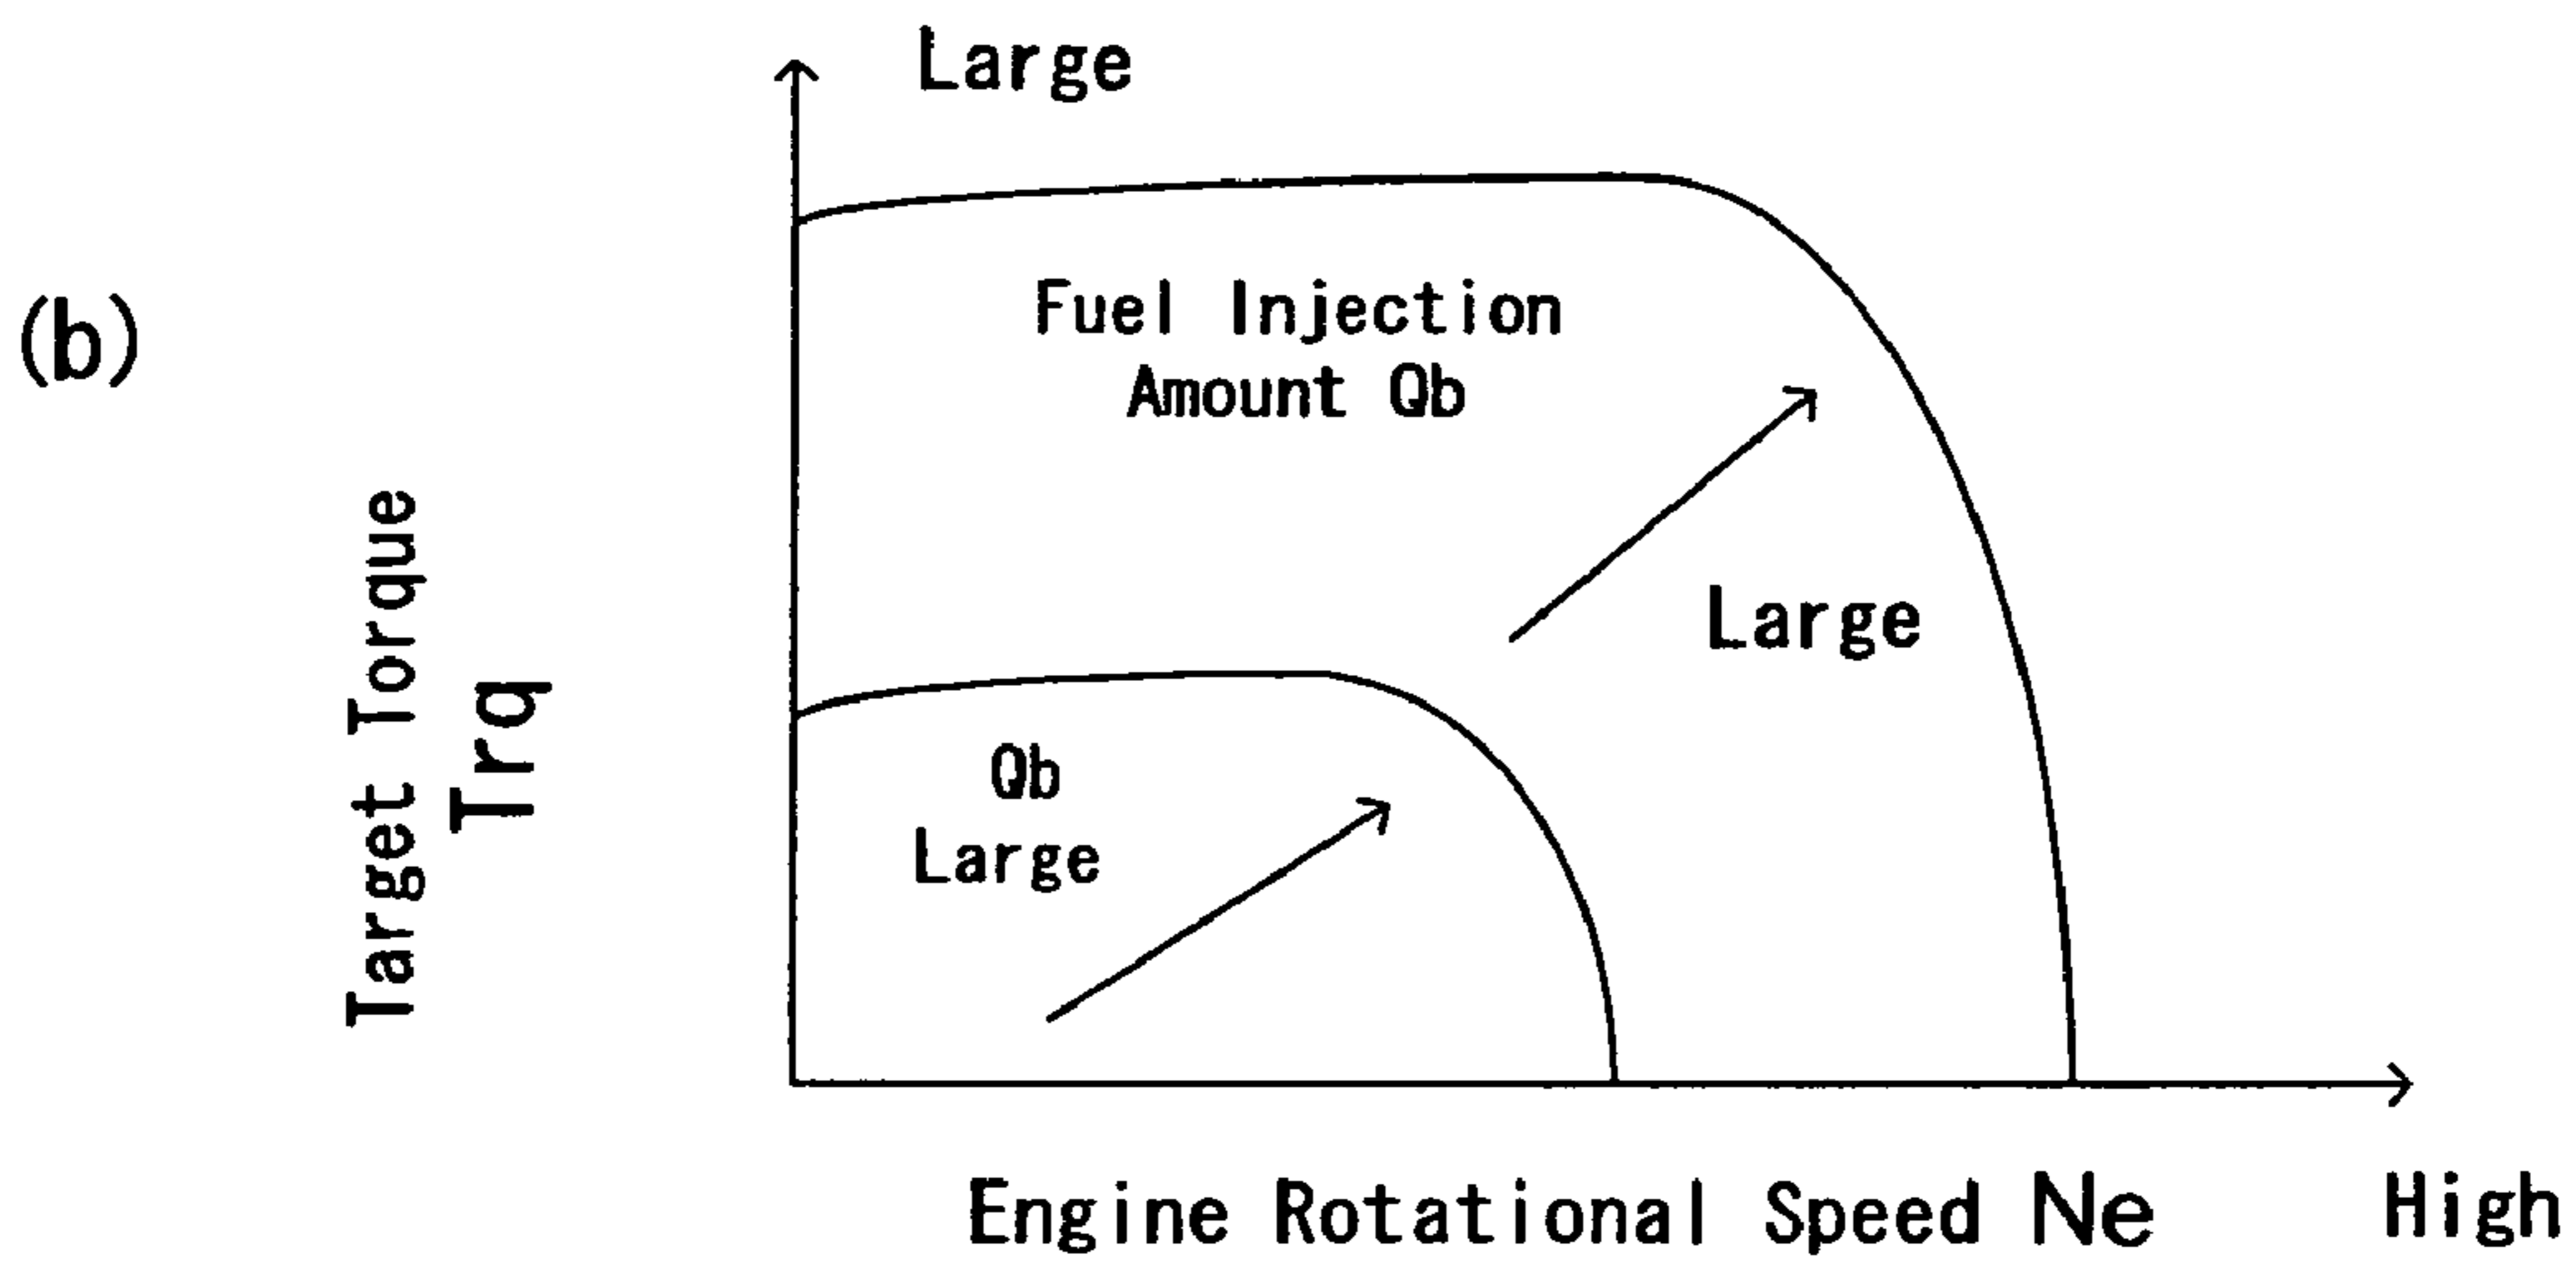 Large
(b)
Fuel Injection
Amount Qb
Large
Target Torque
Trq
Qb
Large
Engine Rotational Speed Ne
High